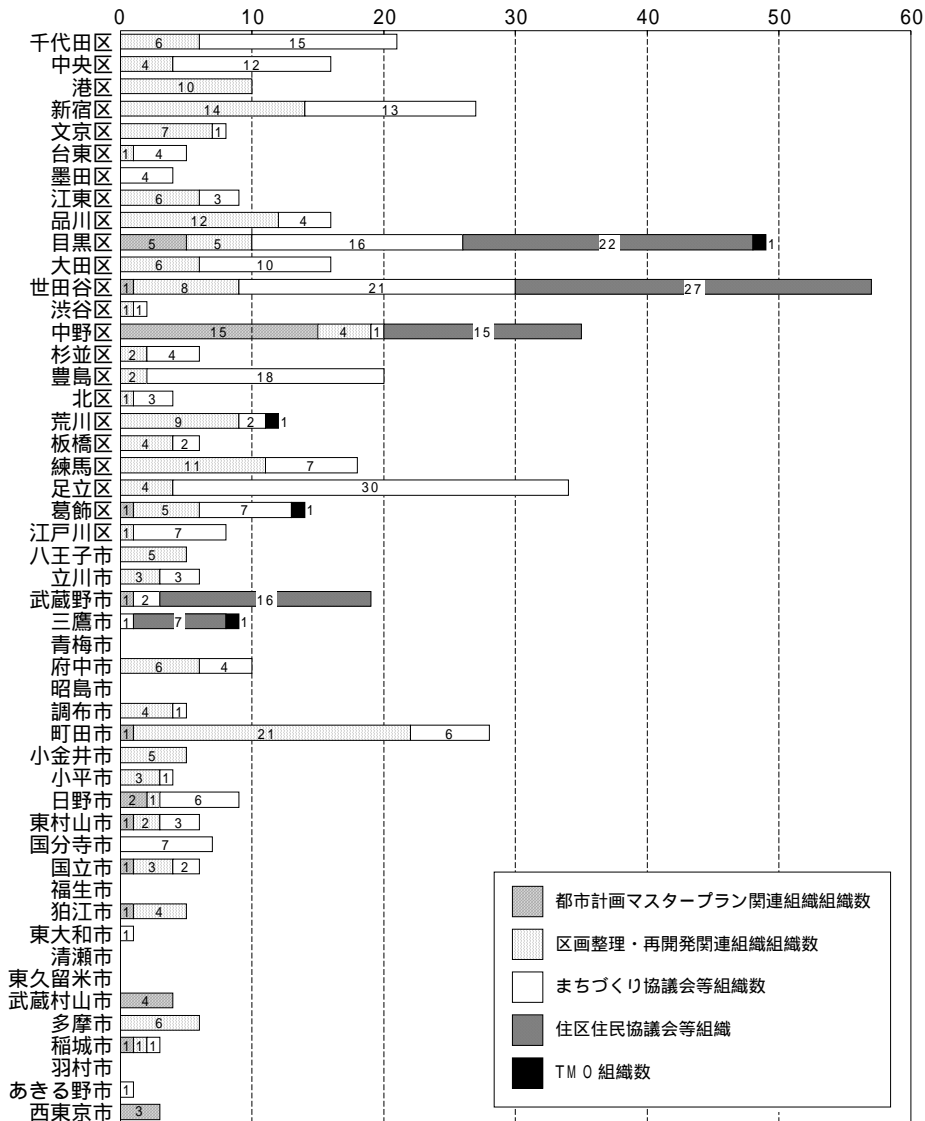 0 10 20 30 40 50 60
千代田区 6 15
中央区 4 12
港区 10
新宿区 14 13
文京区 7 1
台東区 1 4
墨田区 4
江東区 6 3
品川区 12 4
目黒区 5 5 16 22 1
大田区 6 10
世田谷区 1 8 21 27
渋谷区 1 1
中野区 15 4 1 15
杉並区 2 4
豊島区 2 18
北区 1 3
荒川区 9 2 1
板橋区 4 2
練馬区 11 7
足立区 4 30
葛飾区 1 5 7 1
江戸川区 1 7
八王子市 5
立川市 3 3
武蔵野市 1 2 16
三鷹市 1 7 1
青梅市
府中市 6 4
昭島市
調布市 4 1
町田市 1 21 6
小金井市 5
小平市 3 1
日野市 2 1 6
東村山市 1 2 3
国分寺市 7
国立市 1 3 2
福生市
狛江市 1 4
東大和市 1
清瀬市
東久留米市
武蔵村山市 4
多摩市 6
稲城市 1 1 1
羽村市
あきる野市 1
西東京市 3
都市計画マスタープラン関連組織組織数
区画整理・再開発関連組織組織数
まちづくり協議会等組織数
住区住民協議会等組織
TMO組織数